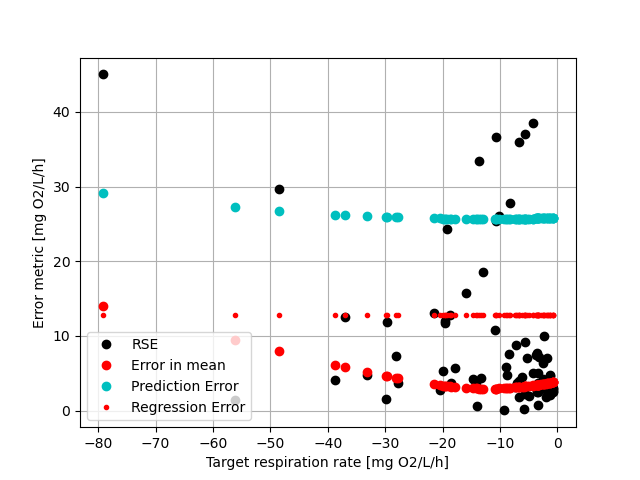 Error metric [mg O2/L/h]
40
30
20
10
0
RSE
Error in mean
Prediction Error
Regression Error
−80 −70 −60 −50 −40 −30 −20 −10 0
Target respiration rate [mg O2/L/h]